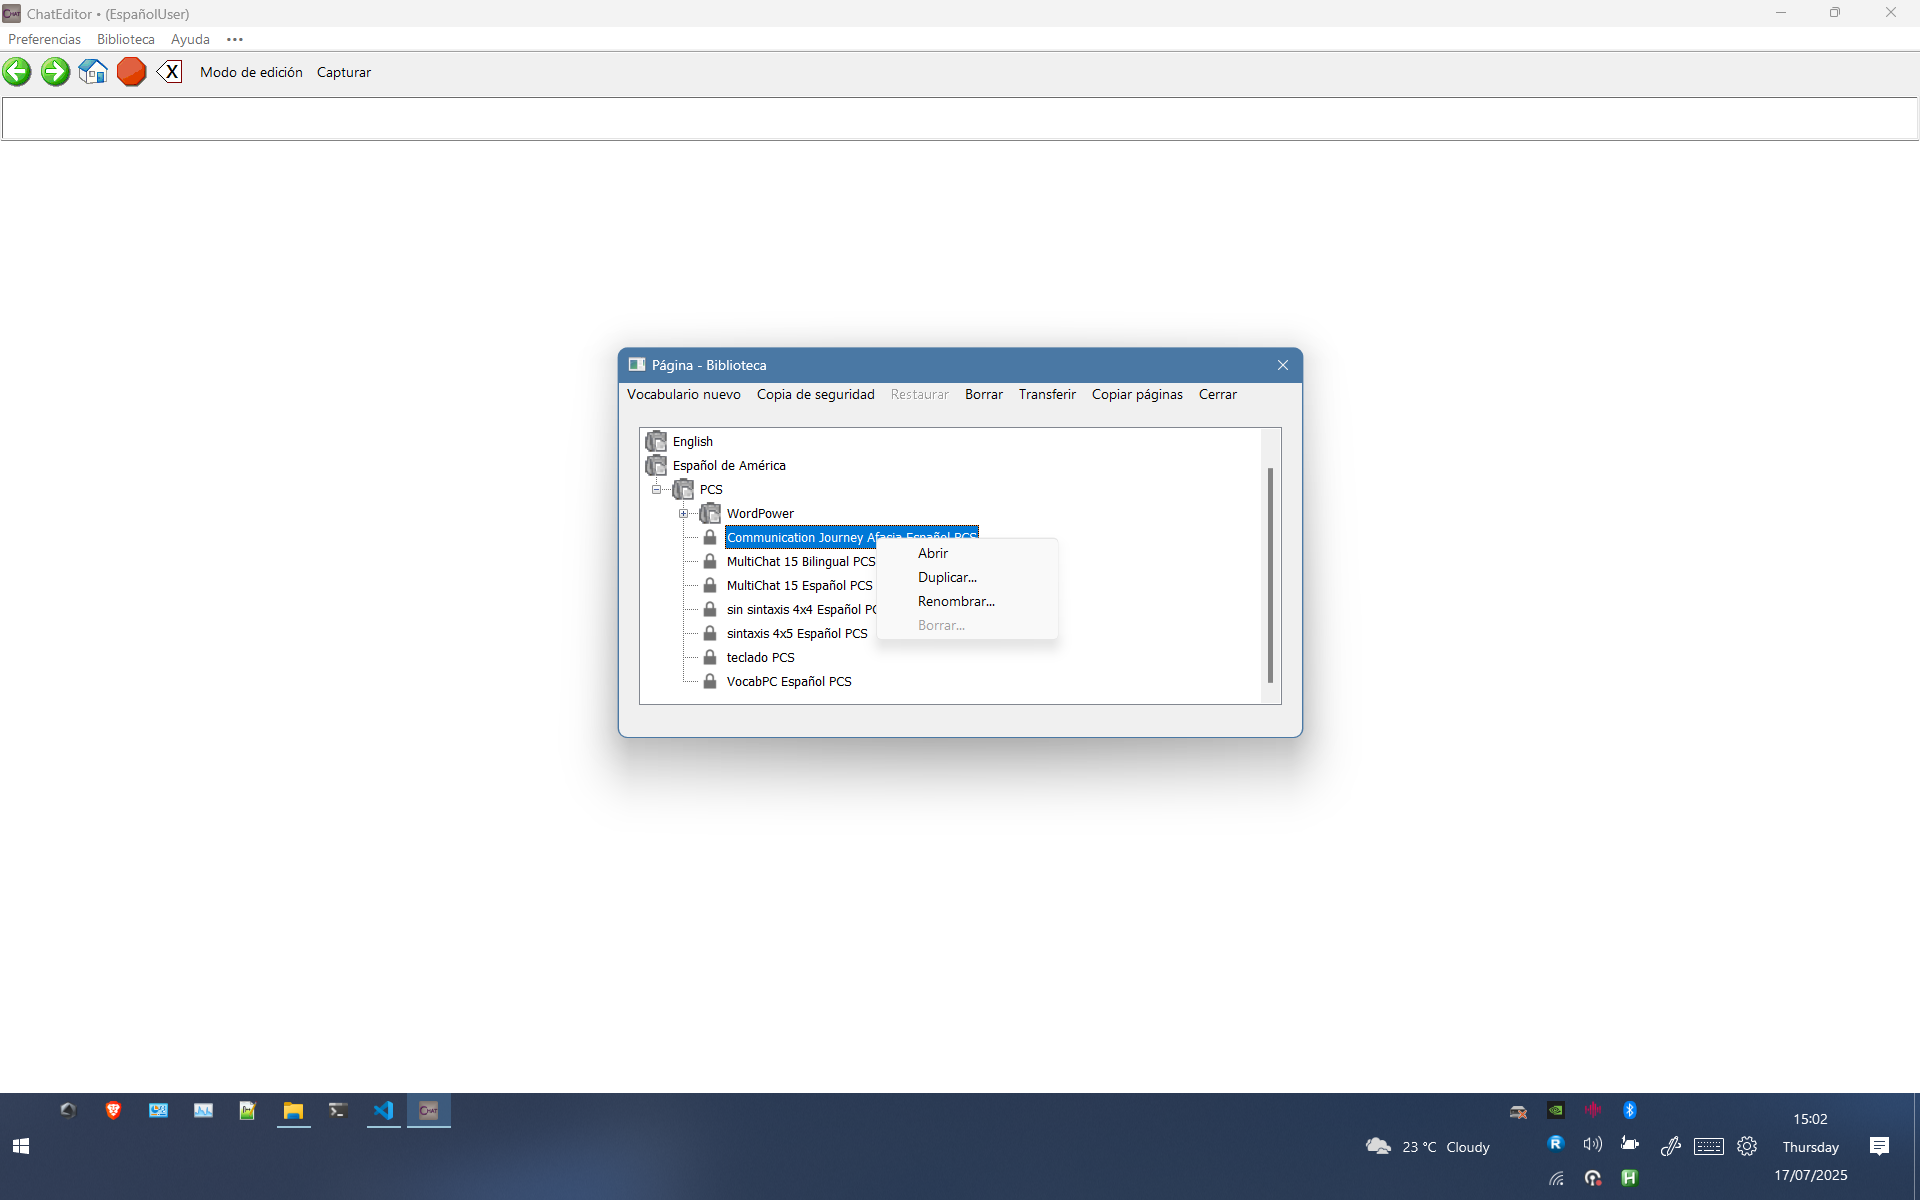 ChatEditor • (EspañolUser)
Preferencias Biblioteca Ayuda •••
X Modo de edición Capturar
Página - Biblioteca
Vocabulario nuevo Copia de seguridad Restaurar Borrar Transferir Copiar páginas Cerrar
English
Español de América
PCS
WordPower
Communication Journey Afasia Español PCS
MultiChat 15 Bilingual PCS
MultiChat 15 Español PCS
sin sintaxis 4x4 Español
sintaxis 4x5 Español PCS
teclado PCS
VocabPC Español PCS
Abrir
Duplicar...
Renombrar...
Borrar...
CHAT
23 °C Cloudy
15:02
Thursday
17/07/2025